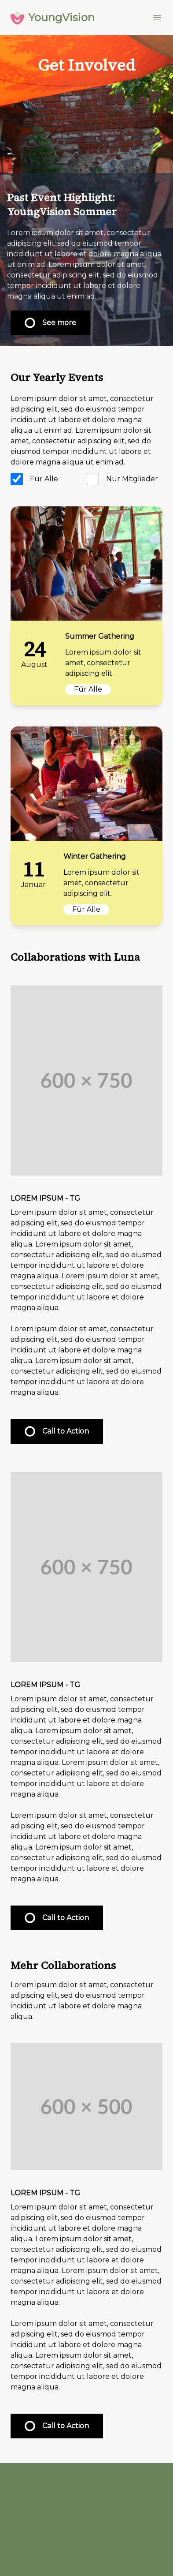 YoungVision
Get Involved
Past Event Highlight:
YoungVision Sommer
Lorem ipsum dolor sit amet, consectetur
adipiscing elit, sed do eiusmod tempor
incididunt ut labore et dolore magna aliqua
ut enim ad. Lorem ipsum dolor sit amet,
consectetur adipiscing elit, sed do eiusmod
tempor incididunt ut labore et dolore
magna aliqua ut enim ad.
See more
Our Yearly Events
Lorem ipsum dolor sit amet, consectetur
adipiscing elit, sed do eiusmod tempor
incididunt ut labore et dolore magna aliqua
ut enim ad. Lorem ipsum dolor sit amet,
consectetur adipiscing elit, sed do eiusmod
tempor incididunt ut labore et dolore
magna aliqua ut enim ad.
Für Alle
Nur Mitglieder
24
August
Summer Gathering
Lorem ipsum dolor sit
amet, consectetur
adipiscing elit.
Für Alle
11
Januar
Winter Gathering
Lorem ipsum dolor sit
amet, consectetur
adipiscing elit.
Für Alle
Collaborations with Luna
600 × 750
LOREM IPSUM - TG
Lorem ipsum dolor sit amet, consectetur
adipiscing elit, sed do eiusmod tempor
incididunt ut labore et dolore magna
aliqua. Lorem ipsum dolor sit amet,
consectetur adipiscing elit, sed do eiusmod
tempor incididunt ut labore et dolore
magna aliqua. Lorem ipsum dolor sit amet,
consectetur adipiscing elit, sed do eiusmod
tempor incididunt ut labore et dolore
magna aliqua.
Lorem ipsum dolor sit amet, consectetur
adipiscing elit, sed do eiusmod tempor
incididunt ut labore et dolore magna
aliqua. Lorem ipsum dolor sit amet,
consectetur adipiscing elit, sed do eiusmod
tempor incididunt ut labore et dolore
magna aliqua.
Call to Action
600 × 750
LOREM IPSUM - TG
Lorem ipsum dolor sit amet, consectetur
adipiscing elit, sed do eiusmod tempor
incididunt ut labore et dolore magna
aliqua. Lorem ipsum dolor sit amet,
consectetur adipiscing elit, sed do eiusmod
tempor incididunt ut labore et dolore
magna aliqua. Lorem ipsum dolor sit amet,
consectetur adipiscing elit, sed do eiusmod
tempor incididunt ut labore et dolore
magna aliqua.
Lorem ipsum dolor sit amet, consectetur
adipiscing elit, sed do eiusmod tempor
incididunt ut labore et dolore magna
aliqua. Lorem ipsum dolor sit amet,
consectetur adipiscing elit, sed do eiusmod
tempor incididunt ut labore et dolore
magna aliqua.
Call to Action
Mehr Collaborations
Lorem ipsum dolor sit amet, consectetur
adipiscing elit, sed do eiusmod tempor
incididunt ut labore et dolore magna
aliqua.
600 × 500
LOREM IPSUM - TG
Lorem ipsum dolor sit amet, consectetur
adipiscing elit, sed do eiusmod tempor
incididunt ut labore et dolore magna
aliqua. Lorem ipsum dolor sit amet,
consectetur adipiscing elit, sed do eiusmod
tempor incididunt ut labore et dolore
magna aliqua. Lorem ipsum dolor sit amet,
consectetur adipiscing elit, sed do eiusmod
tempor incididunt ut labore et dolore
magna aliqua.
Lorem ipsum dolor sit amet, consectetur
adipiscing elit, sed do eiusmod tempor
incididunt ut labore et dolore magna
aliqua. Lorem ipsum dolor sit amet,
consectetur adipiscing elit, sed do eiusmod
tempor incididunt ut labore et dolore
magna aliqua.
Call to Action